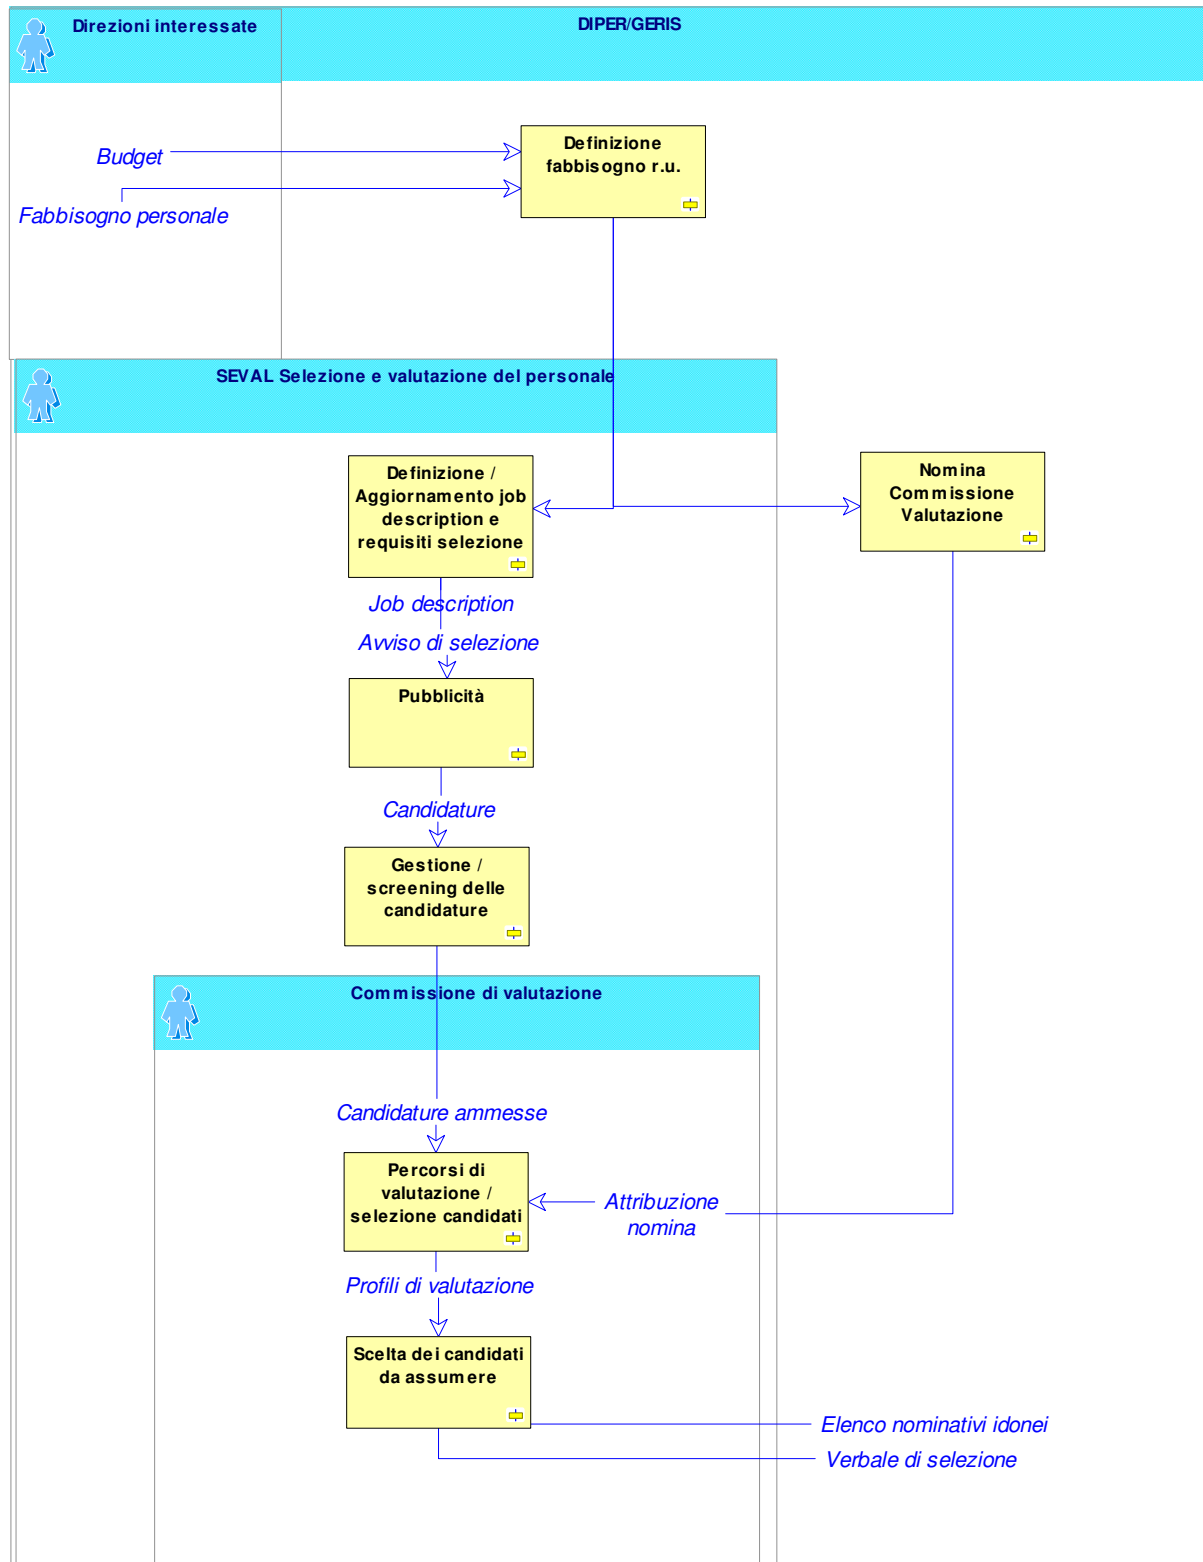 Direzioni interessate
DIPER/GERIS
Definizione
fabbisogno r.u.
Budget
Fabbisogno personale
SEVAL Selezione e valutazione del personale
Definizione /
Aggiornamento job
description e
requisiti selezione
Nomina
Commissione
Valutazione
Job description
Avviso di selezione
Pubblicità
Candidature
Gestione /
screening delle
candidature
Commissione di valutazione
Candidature ammesse
Percorsi di
valutazione /
selezione candidati
Attribuzione
nomina
Profili di valutazione
Scelta dei candidati
da assumere
Elenco nominativi idonei
Verbale di selezione